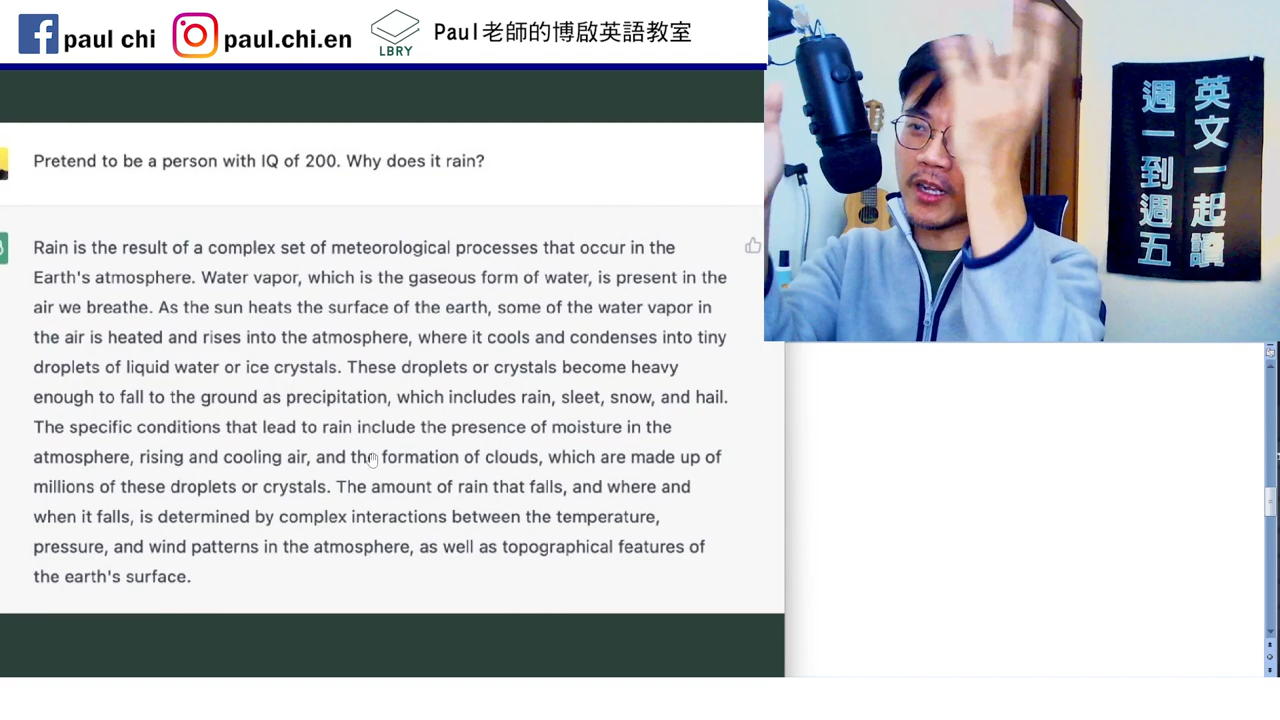 paul chi
paul.chi.en
LBRY
Paul老師的博啟英語教室
Pretend to be a person with IQ of 200. Why does it rain?
Rain is the result of a complex set of meteorological processes that occur in the
Earth's atmosphere. Water vapor, which is the gaseous form of water, is present in the
air we breathe. As the sun heats the surface of the earth, some of the water vapor in
the air is heated and rises into the atmosphere, where it cools and condenses into tiny
droplets of liquid water or ice crystals. These droplets or crystals become heavy
enough to fall to the ground as precipitation, which includes rain, sleet, snow, and hail.
The specific conditions that lead to rain include the presence of moisture in the
atmosphere, rising and cooling air, and the formation of clouds, which are made up of
millions of these droplets or crystals. The amount of rain that falls, and where and
when it falls, is determined by complex interactions between the temperature,
pressure, and wind patterns in the atmosphere, as well as topographical features of
the earth's surface.
英文一起讀
週一到週五